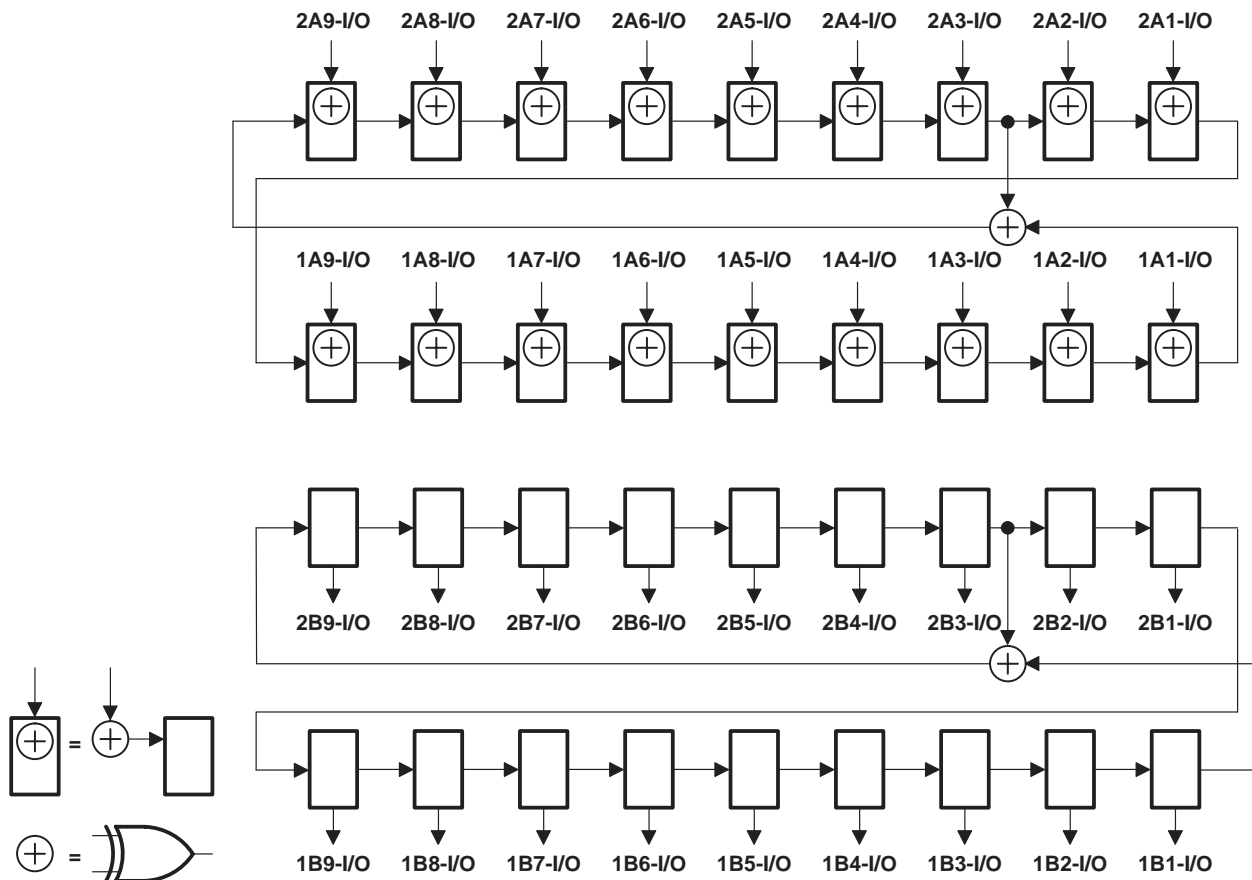 2A9-I/O 2A8-I/O 2A7-I/O 2A6-I/O 2A5-I/O 2A4-I/O 2A3-I/O 2A2-I/O 2A1-I/O
1A9-I/O 1A8-I/O 1A7-I/O 1A6-I/O 1A5-I/O 1A4-I/O 1A3-I/O 1A2-I/O 1A1-I/O
2B9-I/O 2B8-I/O 2B7-I/O 2B6-I/O 2B5-I/O 2B4-I/O 2B3-I/O 2B2-I/O 2B1-I/O
=
=
1B9-I/O 1B8-I/O 1B7-I/O 1B6-I/O 1B5-I/O 1B4-I/O 1B3-I/O 1B2-I/O 1B1-I/O